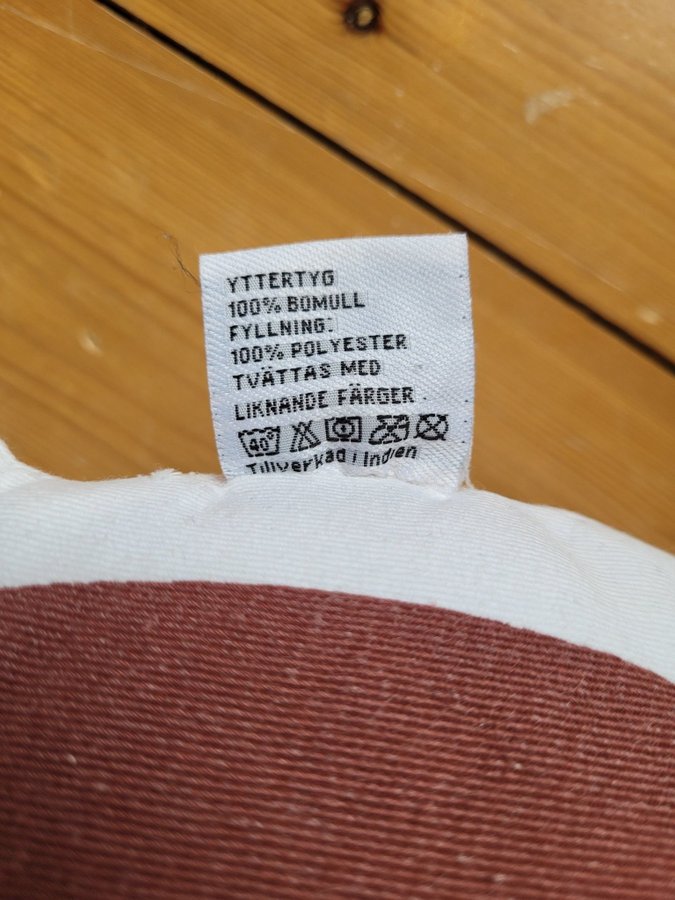 YTTERTYG
100% BOMULL
FYLLNING:
100% POLYESTER
TVÄTTAS MED
LIKNANDE FÄRGER
40°
Tillverkad i Indien